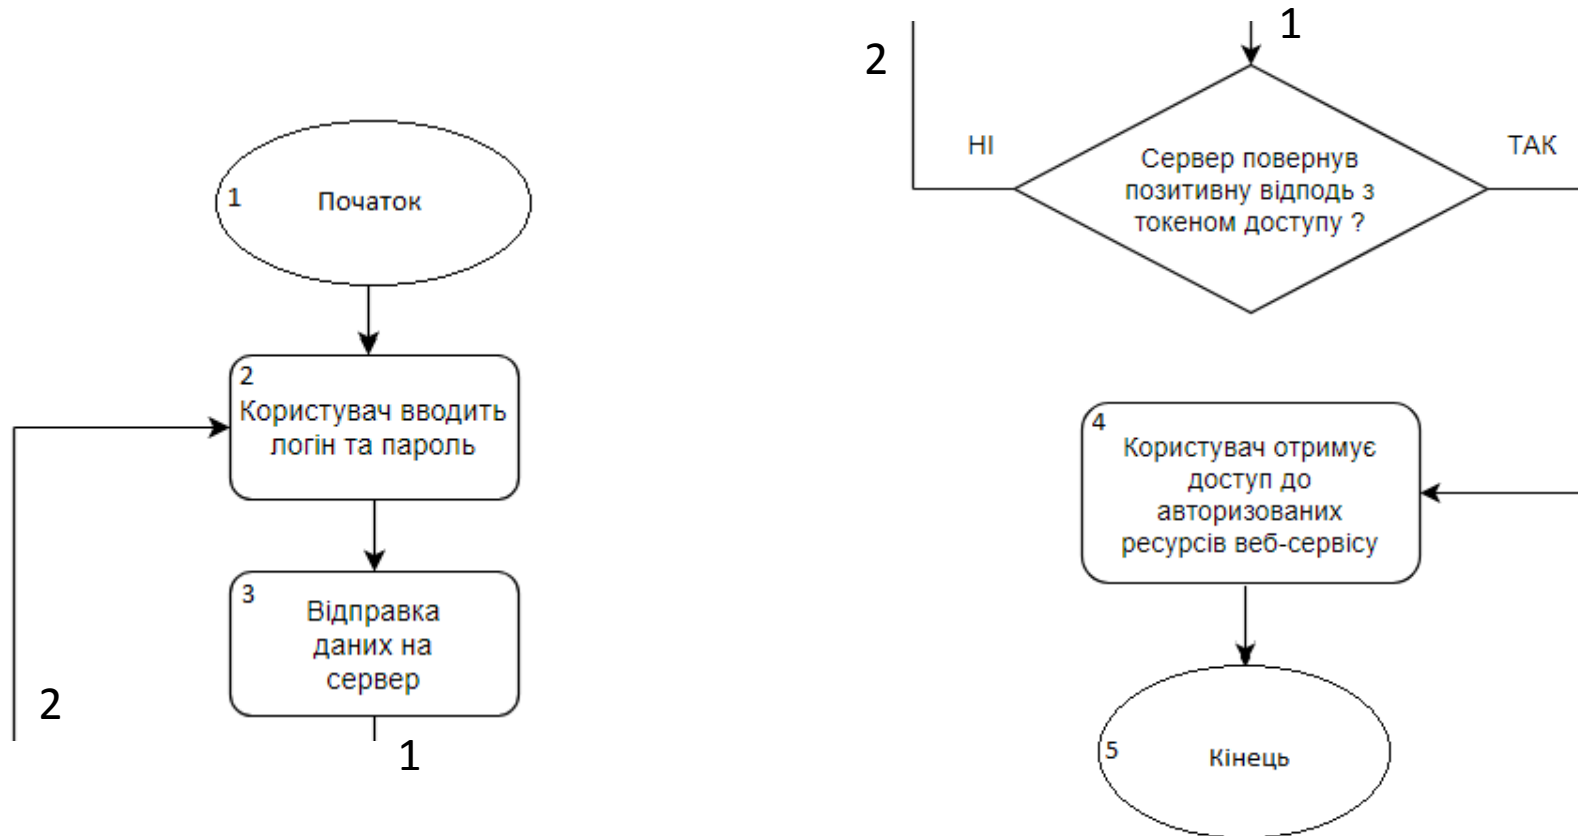 1
Початок
2
Користувач вводить
логін та пароль
3
Відправка
даних на
сервер
2
1
2
1
НІ
ТАК
Сервер повернув
позитивну відподь з
токеном доступу ?
4
Користувач отримує
доступ до
авторизованих
ресурсів веб-сервісу
5
Кінець